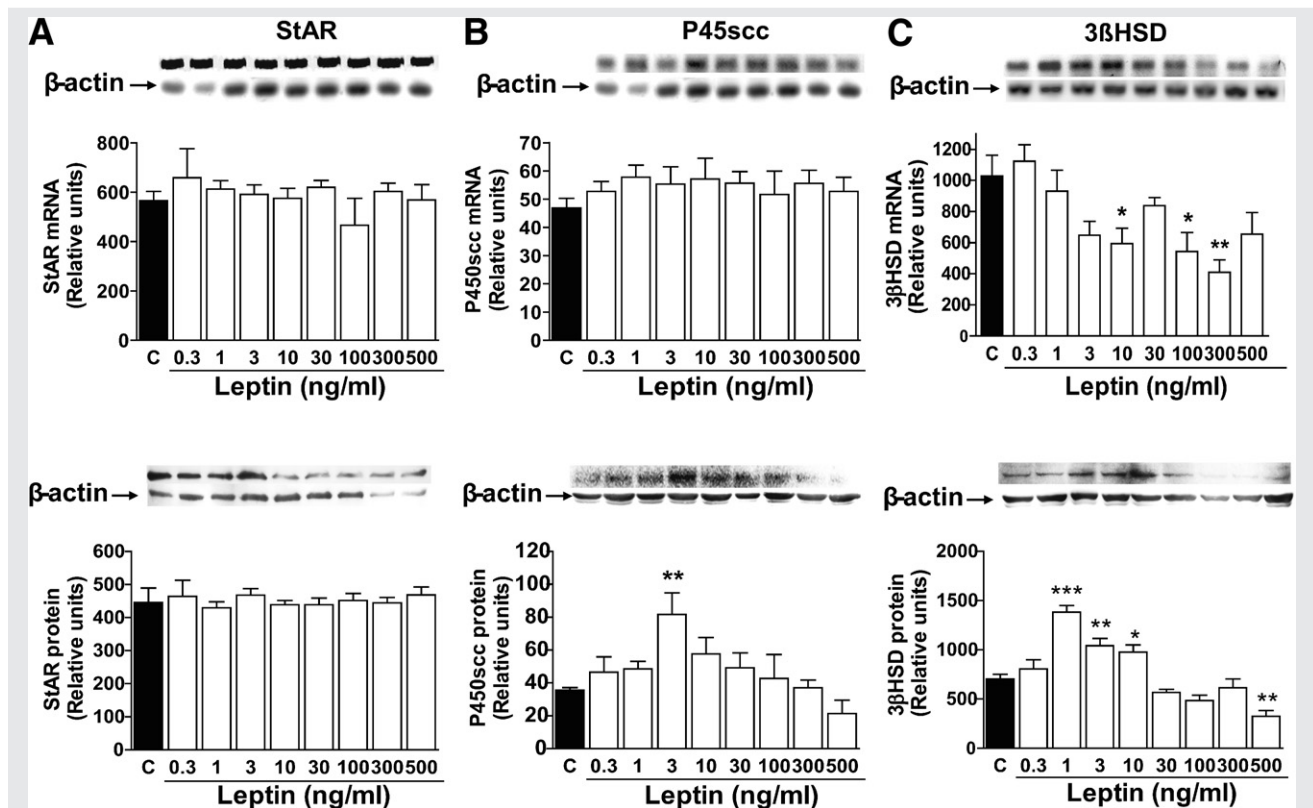 A StAR
β-actin
800
600
400
200
0
StAR mRNA
(Relative units)
C 0.3 1 3 10 30 100 300 500
Leptin (ng/ml)
B P45scc
β-actin
70
60
50
40
30
20
10
0
P450scc mRNA
(Relative units)
C 0.3 1 3 10 30 100 300 500
Leptin (ng/ml)
C 3ßHSD
β-actin
1200
1000
800
600
400
200
0
3βHSD mRNA
(Relative units)
* * **
C 0.3 1 3 10 30 100 300 500
Leptin (ng/ml)
β-actin
600
500
400
300
200
100
0
StAR protein
(Relative units)
C 0.3 1 3 10 30 100 300 500
Leptin (ng/ml)
β-actin
120
100
80
60
40
20
0
P450scc protein
(Relative units)
**
C 0.3 1 3 10 30 100 300 500
Leptin (ng/ml)
β-actin
2000
1500
1000
500
0
3βHSD protein
(Relative units)
*** ** * **
C 0.3 1 3 10 30 100 300 500
Leptin (ng/ml)